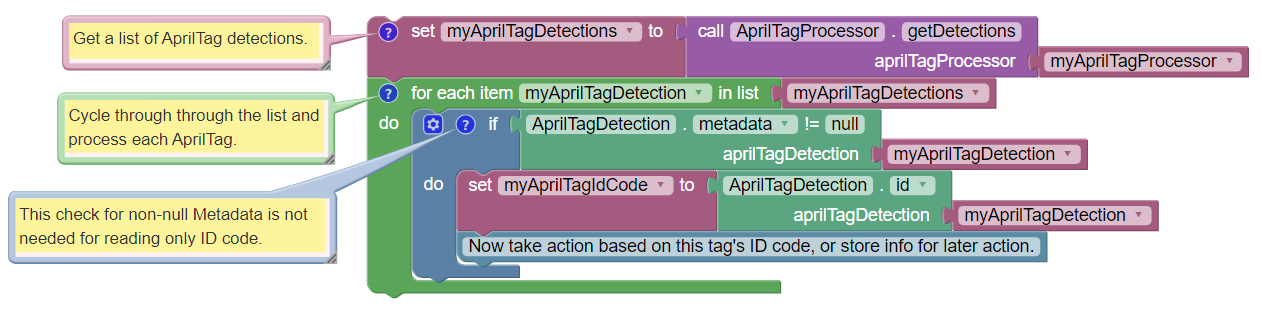 Get a list of AprilTag detections.
? set myAprilTagDetections to call AprilTagProcessor . getDetections
aprilTagProcessor myAprilTagProcessor
Cycle through through the list and
process each AprilTag.
? for each item myAprilTagDetection in list myAprilTagDetections
do ? if AprilTagDetection . metadata != null
aprilTagDetection myAprilTagDetection
This check for non-null Metadata is not
needed for reading only ID code.
do set myAprilTagIdCode to AprilTagDetection . id
aprilTagDetection myAprilTagDetection
Now take action based on this tag's ID code, or store info for later action.